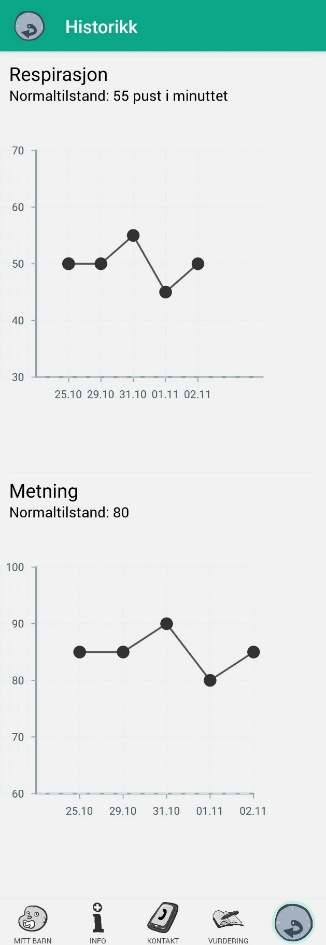 Historikk
Respirasjon
Normaltilstand: 55 pust i minuttet
70
60
50
40
30
25.10 29.10 31.10 01.11 02.11
Metning
Normaltilstand: 80
100
90
80
70
60
25.10 29.10 31.10 01.11 02.11
MITT BARN INFO KONTAKT VURDERING